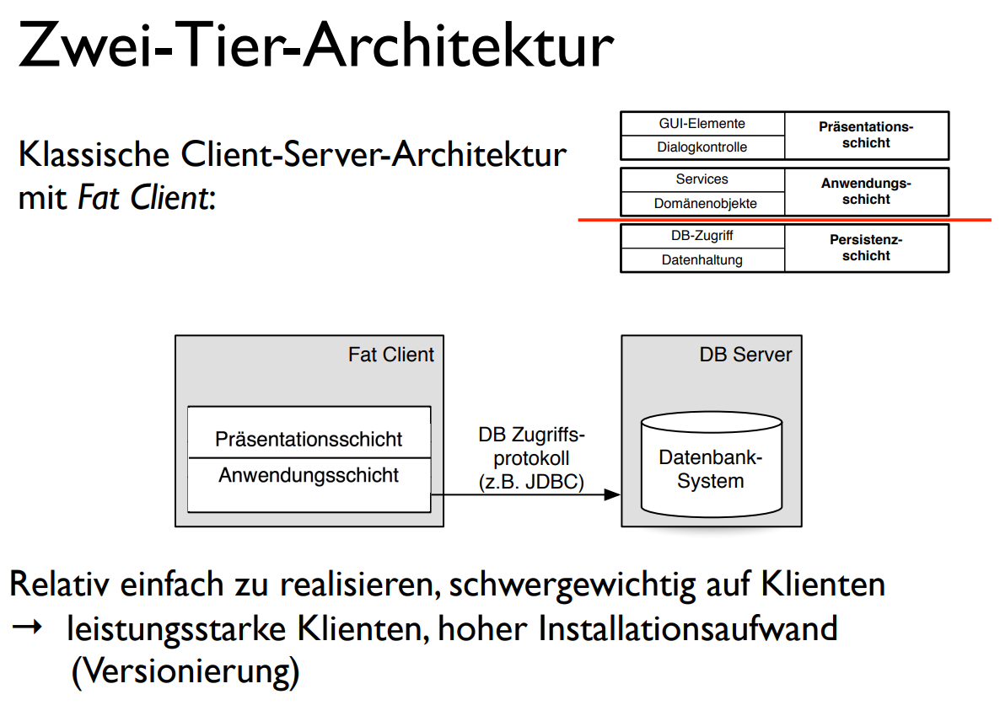 Zwei-Tier-Architektur
Klassische Client-Server-Architektur
mit Fat Client:
GUI-Elemente
Dialogkontrolle
Präsentations-
schicht
Services
Domänenobjekte
Anwendungs-
schicht
DB-Zugriff
Datenhaltung
Persistenz-
schicht
Fat Client
Präsentationsschicht
Anwendungsschicht
DB Zugriffs-
protokoll
(z.B. JDBC)
DB Server
Datenbank-
System
Relativ einfach zu realisieren, schwergewichtig auf Klienten
→ leistungsstarke Klienten, hoher Installationsaufwand
(Versionierung)